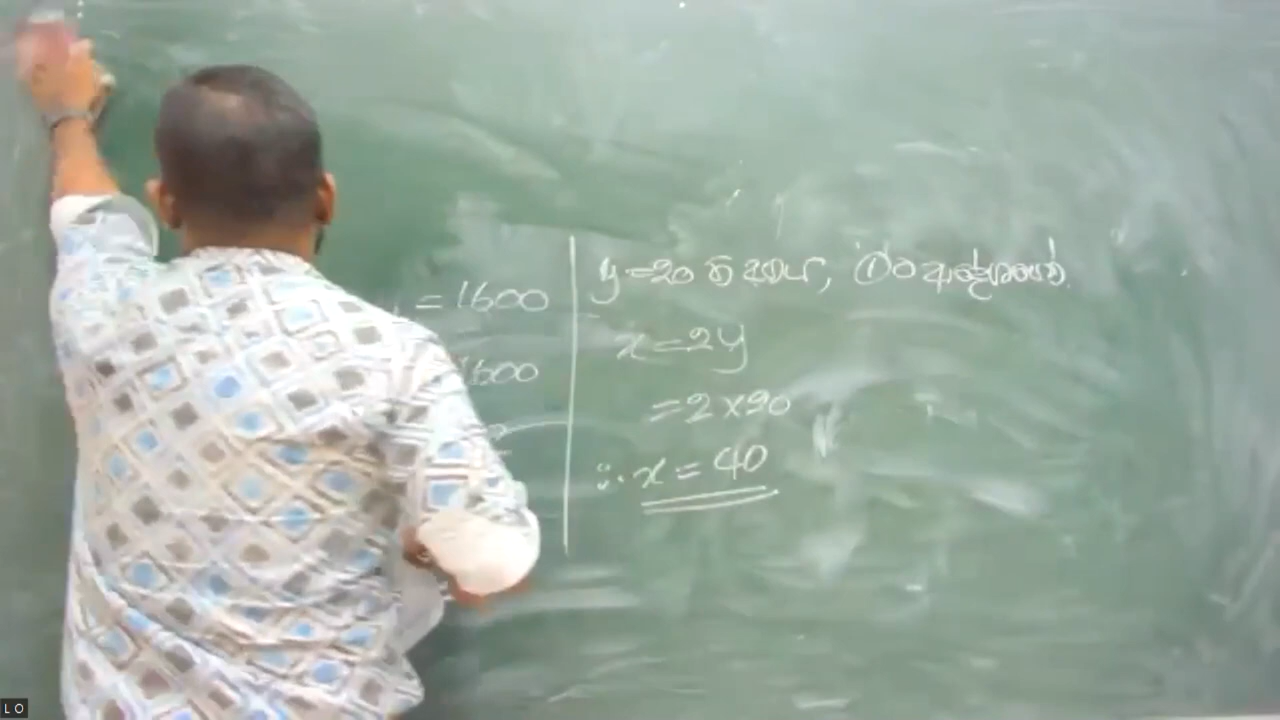 = 1600
1600
y = 20 ① ට ආදේශයෙන්.
x = 2y
= 2 × 20
∴ x = 40
L O